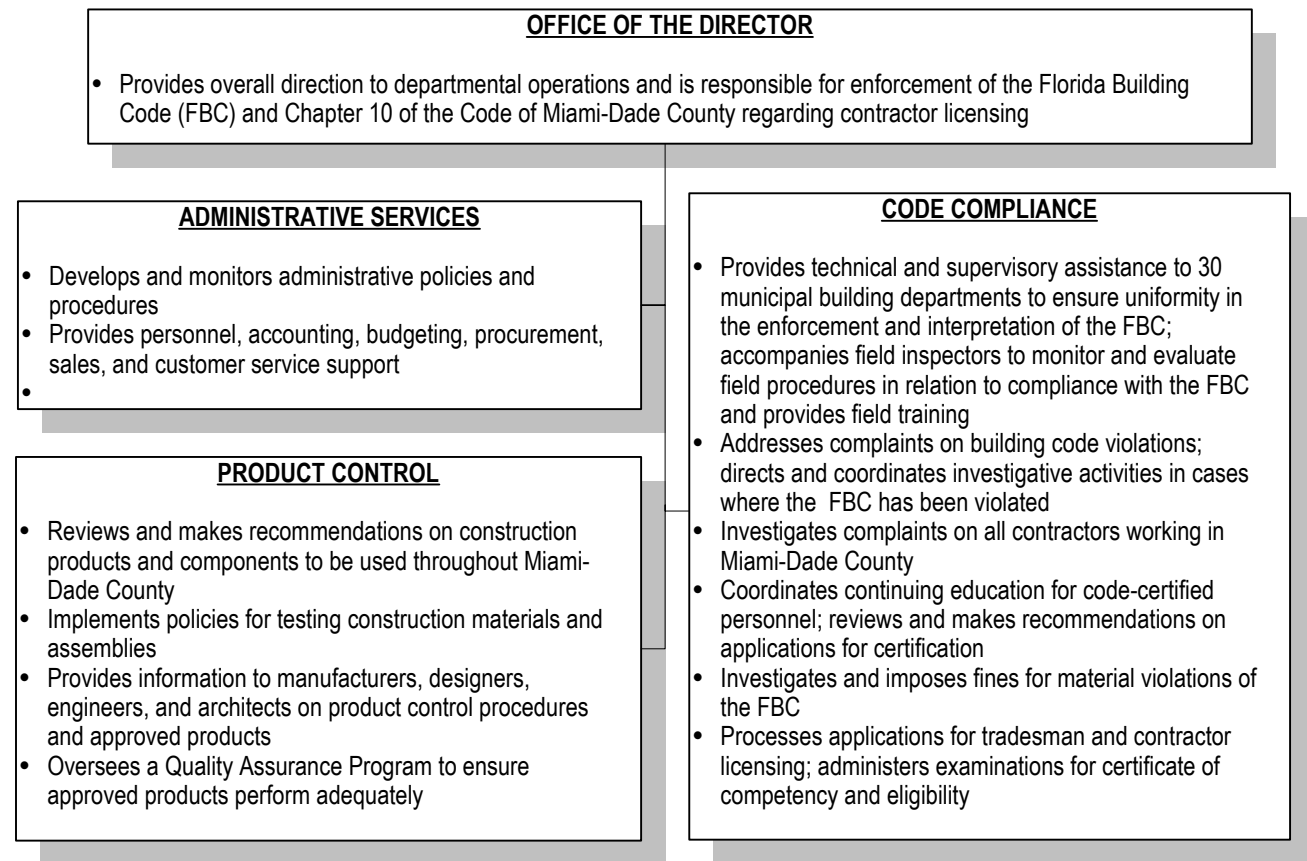 OFFICE OF THE DIRECTOR
• Provides overall direction to departmental operations and is responsible for enforcement of the Florida Building
Code (FBC) and Chapter 10 of the Code of Miami-Dade County regarding contractor licensing
ADMINISTRATIVE SERVICES
• Develops and monitors administrative policies and
procedures
• Provides personnel, accounting, budgeting, procurement,
sales, and customer service support
•
PRODUCT CONTROL
• Reviews and makes recommendations on construction
products and components to be used throughout Miami-
Dade County
• Implements policies for testing construction materials and
assemblies
• Provides information to manufacturers, designers,
engineers, and architects on product control procedures
and approved products
• Oversees a Quality Assurance Program to ensure
approved products perform adequately
CODE COMPLIANCE
• Provides technical and supervisory assistance to 30
municipal building departments to ensure uniformity in
the enforcement and interpretation of the FBC;
accompanies field inspectors to monitor and evaluate
field procedures in relation to compliance with the FBC
and provides field training
• Addresses complaints on building code violations;
directs and coordinates investigative activities in cases
where the FBC has been violated
• Investigates complaints on all contractors working in
Miami-Dade County
• Coordinates continuing education for code-certified
personnel; reviews and makes recommendations on
applications for certification
• Investigates and imposes fines for material violations of
the FBC
• Processes applications for tradesman and contractor
licensing; administers examinations for certificate of
competency and eligibility